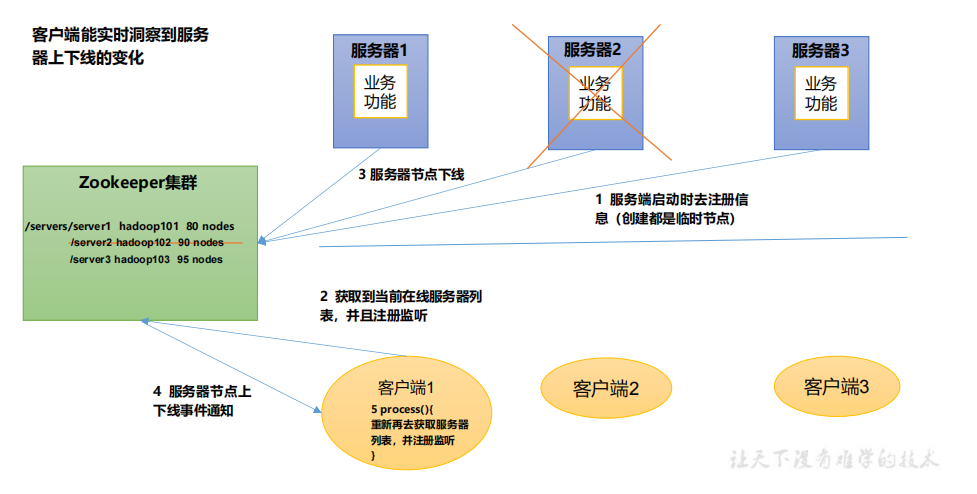 客户端能实时洞察到服务
器上下线的变化
服务器1
业务
功能
服务器2
业务
功能
服务器3
业务
功能
3 服务器节点下线
1 服务端启动时去注册信
息（创建都是临时节点）
Zookeeper集群
/servers/server1 hadoop101 80 nodes
/server2 hadoop102 90 nodes
/server3 hadoop103 95 nodes
2 获取到当前在线服务器列
表，并且注册监听
4 服务器节点上
下线事件通知
客户端1
5 process(){
重新再去获取服务器
列表，并注册监听
}
客户端2
客户端3
让天下没有难学的技术